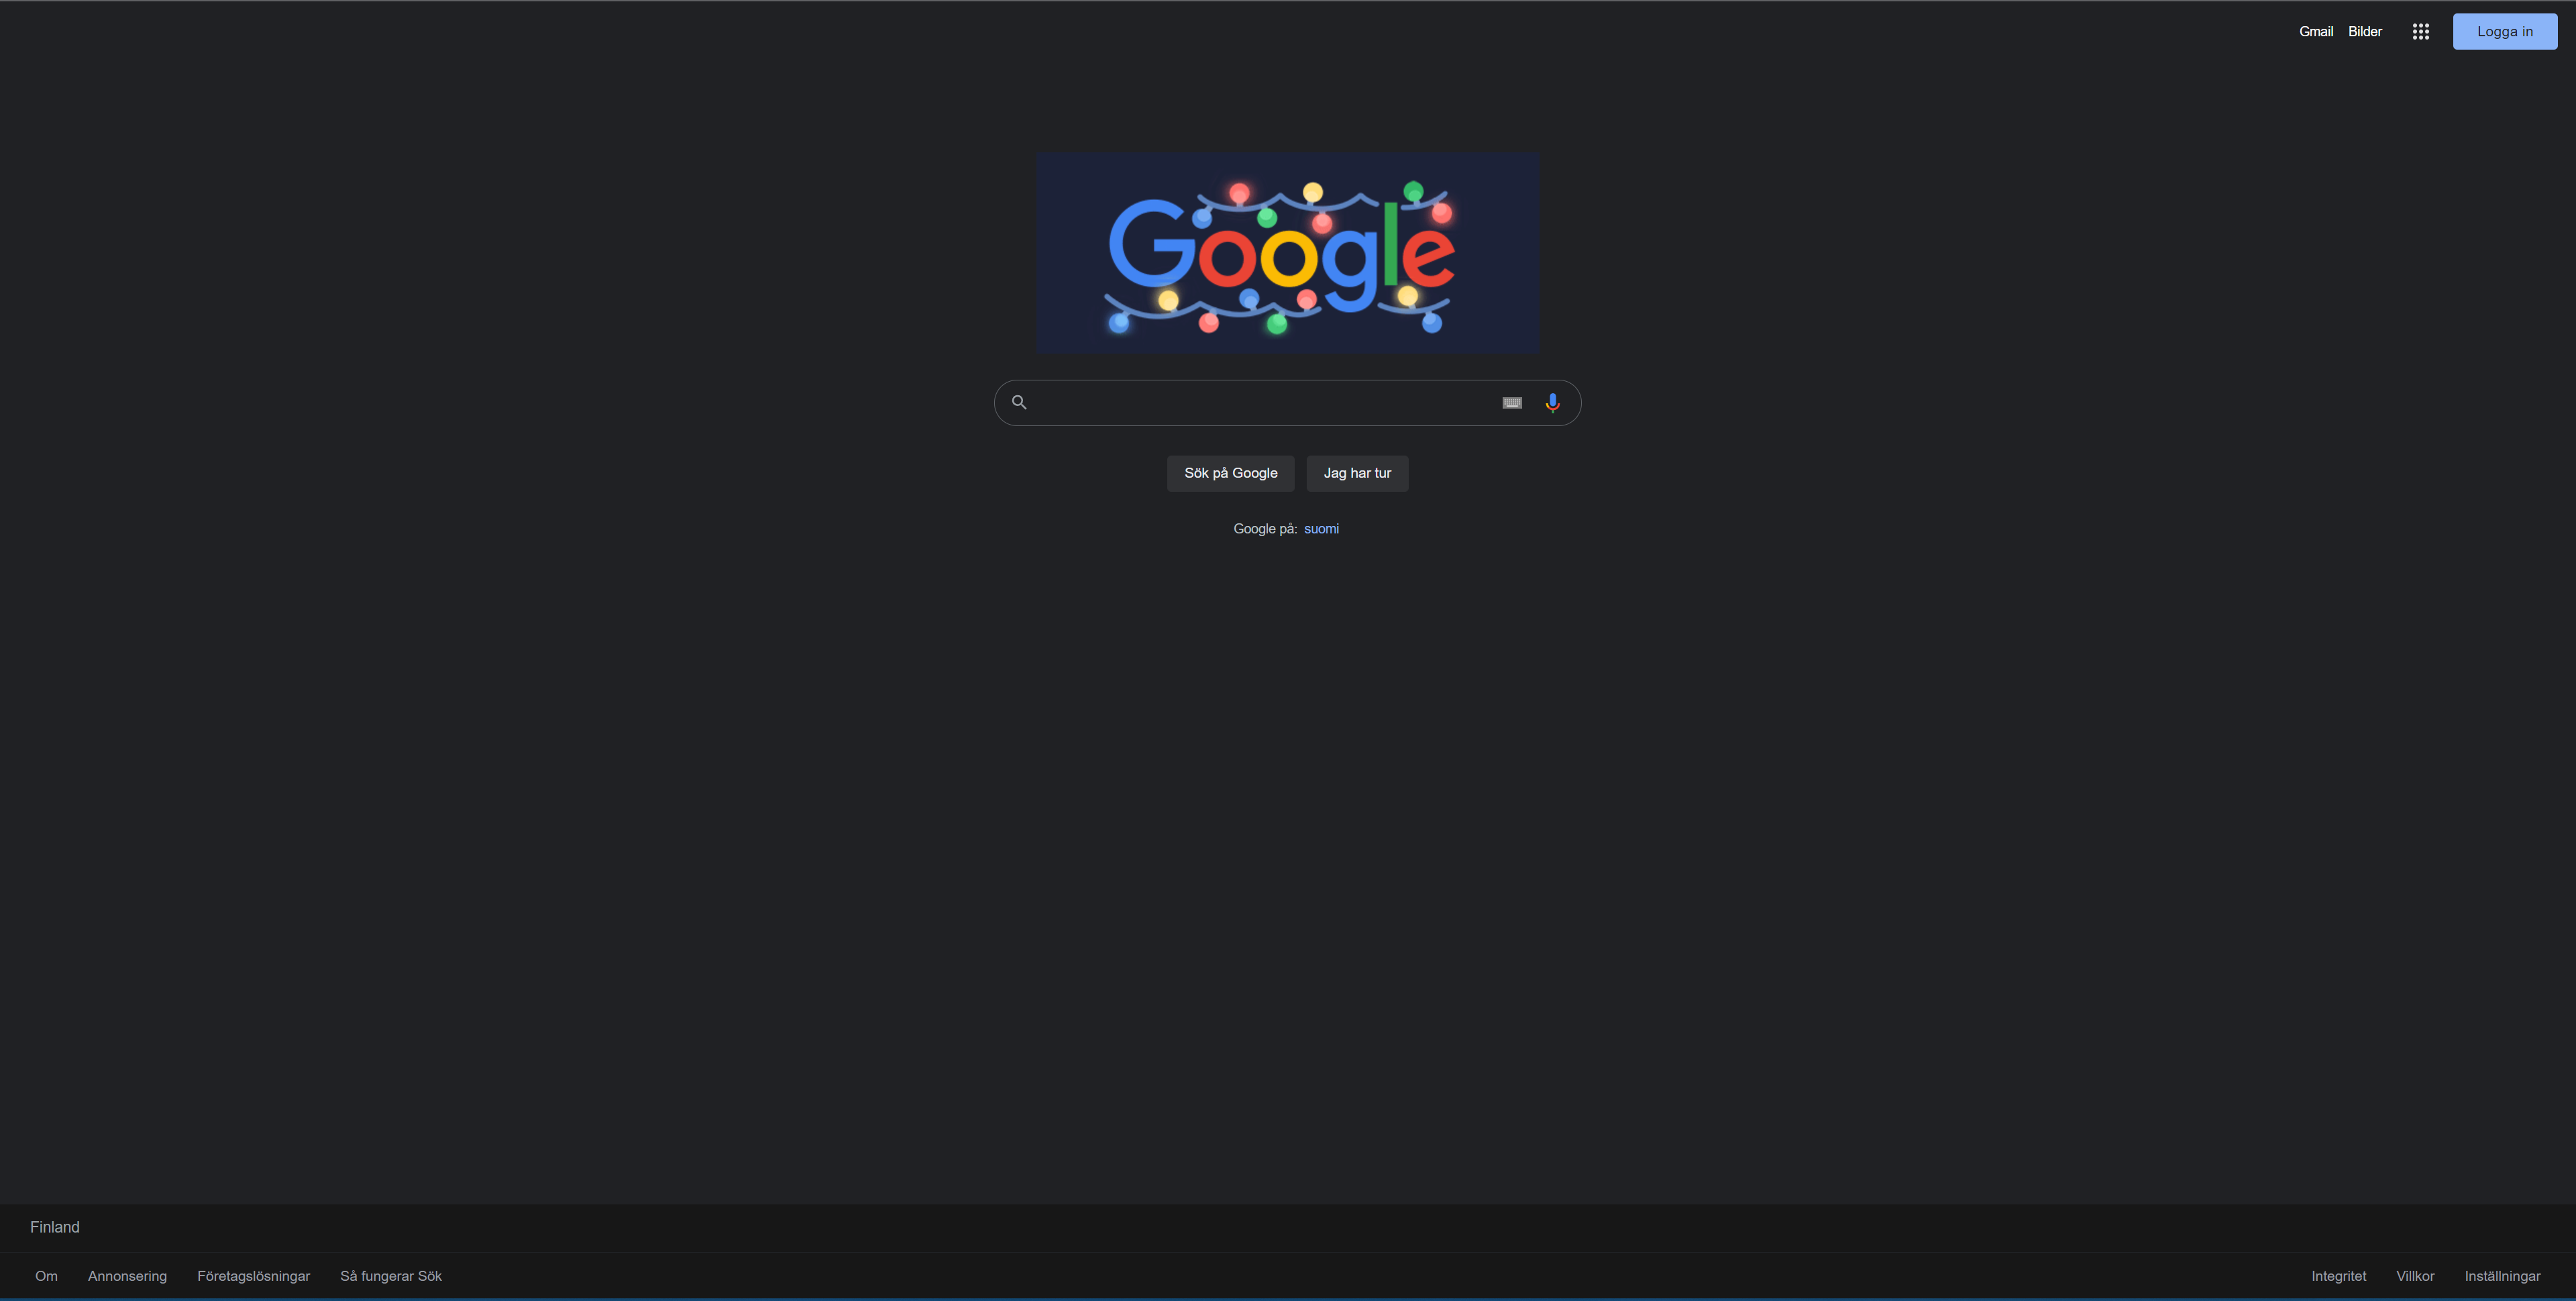 Gmail Bilder Logga in
Google
Sök på Google Jag har tur
Google på: suomi
Finland
Om Annonsering Företagslösningar Så fungerar Sök Integritet Villkor Inställningar